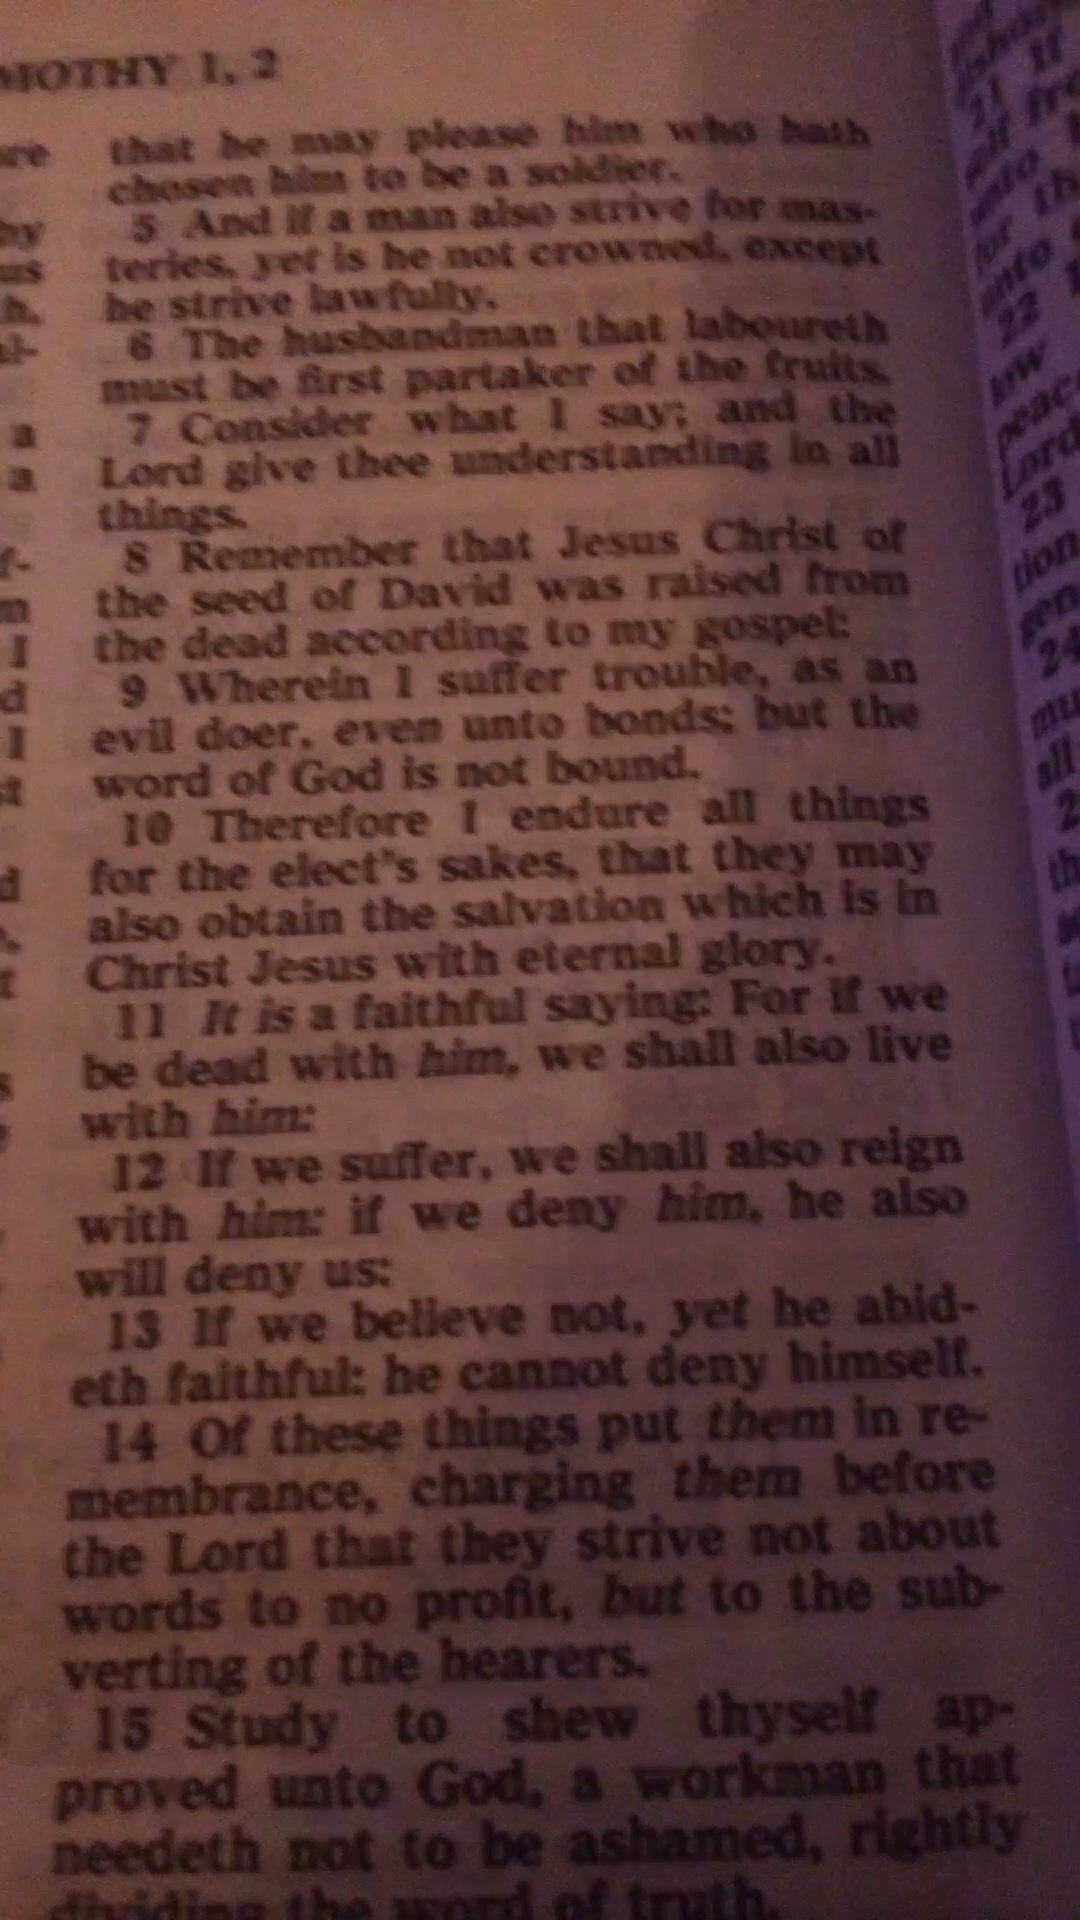 MOTHY 1, 2
that he may please him who hath
chosen him to be a soldier.
5 And if a man also strive for mas-
teries, yet is he not crowned, except
he strive lawfully.
6 The husbandman that laboureth
must be first partaker of the fruits.
7 Consider what I say; and the
Lord give thee understanding in all
things.
8 Remember that Jesus Christ of
the seed of David was raised from
the dead according to my gospel:
9 Wherein I suffer trouble, as an
evil doer, even unto bonds; but the
word of God is not bound.
10 Therefore I endure all things
for the elect's sakes, that they may
also obtain the salvation which is in
Christ Jesus with eternal glory.
11 It is a faithful saying: For if we
be dead with him, we shall also live
with him:
12 If we suffer, we shall also reign
with him: if we deny him, he also
will deny us:
13 If we believe not, yet he abid-
eth faithful: he cannot deny himself.
14 Of these things put them in re-
membrance, charging them before
the Lord that they strive not about
words to no profit, but to the sub-
verting of the hearers.
15 Study to shew thyself ap-
proved unto God, a workman that
needeth not to be ashamed, rightly
dividing the word of truth.